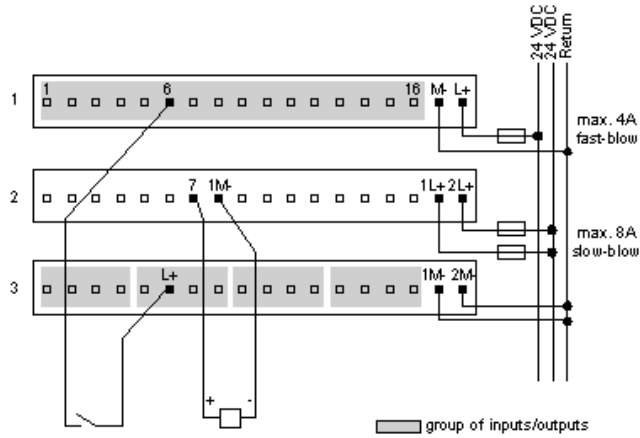 24 VDC
24 VDC
Return
1
1 6 16 M- L+
max. 4A
fast-blow
2
7 1M- 1L+ 2L+
max. 8A
slow-blow
3
L+ 1M- 2M-
+ -
group of inputs/outputs